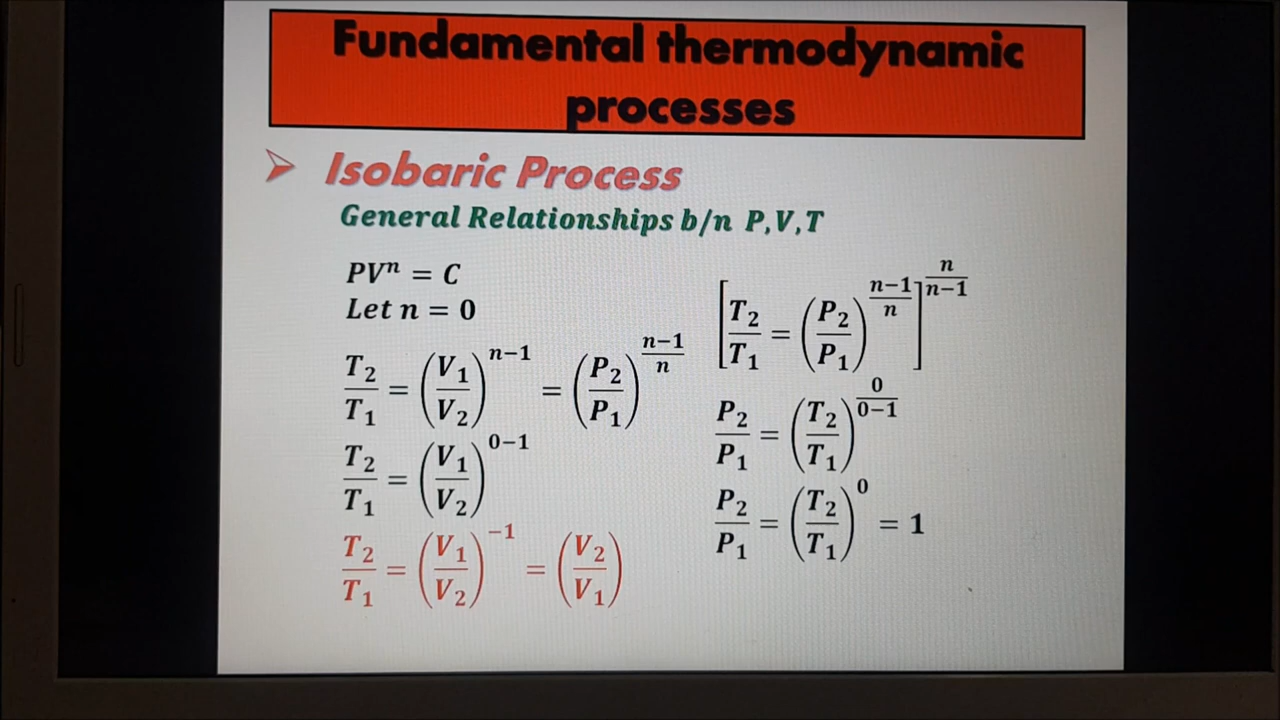 Fundamental thermodynamic
processes
➢ Isobaric Process
General Relationships b/n P,V,T
PVⁿ = C
Let n = 0
T₂/T₁ = (V₁/V₂)^(n−1) = (P₂/P₁)^((n−1)/n)
T₂/T₁ = (V₁/V₂)^(0−1)
T₂/T₁ = (V₁/V₂)^(−1) = (V₂/V₁)
[T₂/T₁ = (P₂/P₁)^((n−1)/n)]^(n/(n−1))
P₂/P₁ = (T₂/T₁)^(0/(0−1))
P₂/P₁ = (T₂/T₁)^0 = 1